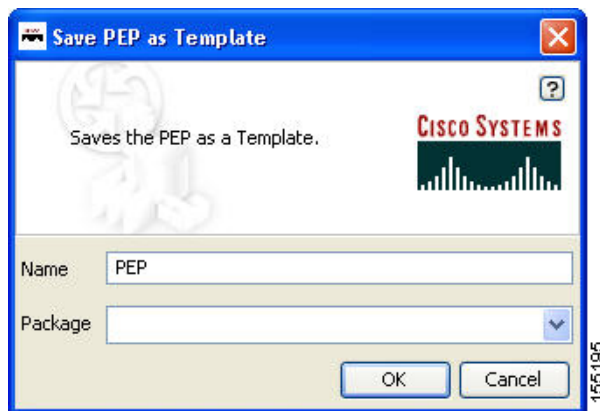 Save PEP as Template
?
Saves the PEP as a Template.
CISCO SYSTEMS
Name
PEP
Package
OK
Cancel
155195